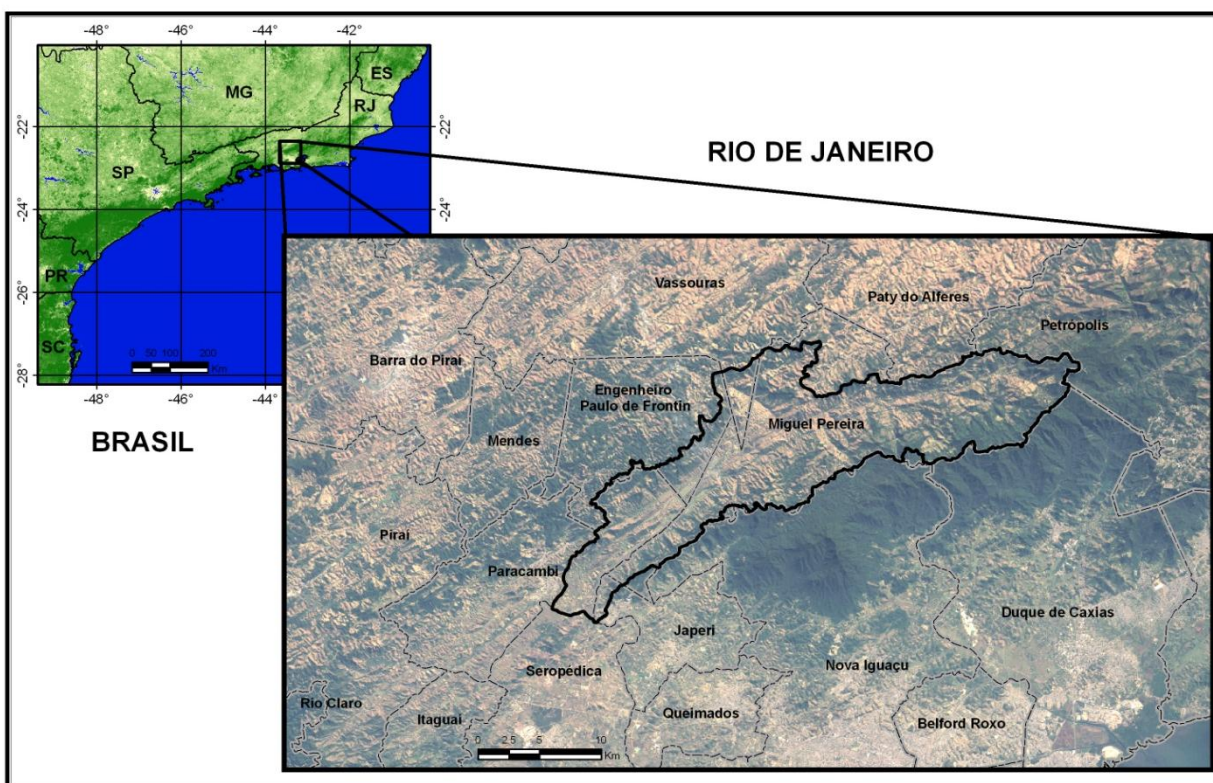 -48° -46° -44° -42°
ES
MG
RJ
-22° -22°
SP
RIO DE JANEIRO
-24° -24°
PR
-26°
SC
0 50 100 200
Km
-28°
-48° -46° -44
BRASIL
Vassouras
Paty do Alferes
Petrópolis
Barra do Piraí
Engenheiro
Paulo de Frontin
Miguel Pereira
Mendes
Piraí
Paracambi
Duque de Caxias
Japeri
Seropédica
Nova Iguaçu
Rio Claro
Itaguaí
Queimados
Belford Roxo
0 2.5 5 10
Km